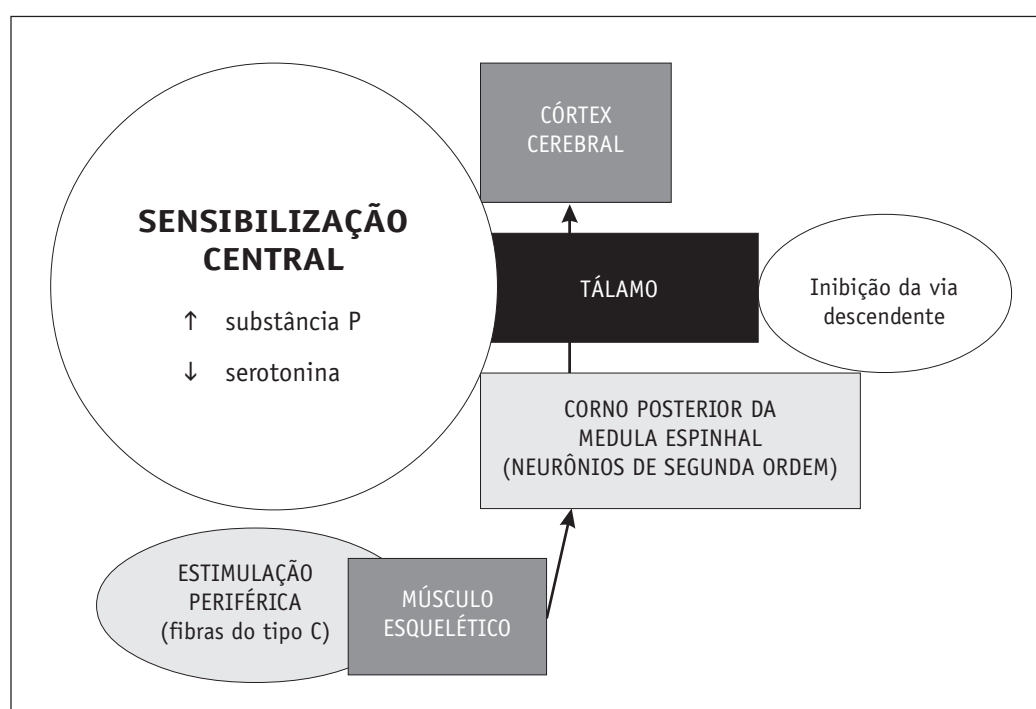 CÓRTEX
CEREBRAL
SENSIBILIZAÇÃO
CENTRAL
↑ substância P
↓ serotonina
TÁLAMO
Inibição da via
descendente
CORNO POSTERIOR DA
MEDULA ESPINHAL
(NEURÔNIOS DE SEGUNDA ORDEM)
ESTIMULAÇÃO
PERIFÉRICA
(fibras do tipo C)
MÚSCULO
ESQUELÉTICO